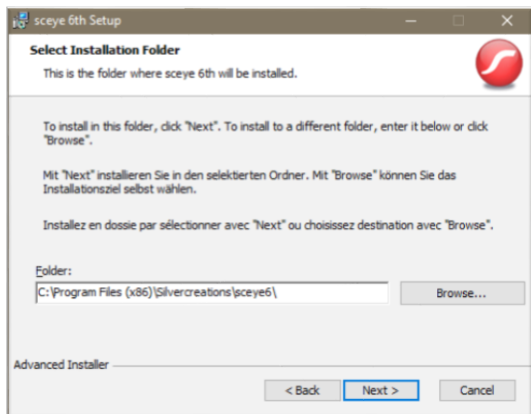 sceye 6th Setup
Select Installation Folder
This is the folder where sceye 6th will be installed.
To install in this folder, click "Next". To install to a different folder, enter it below or click
"Browse".
Mit "Next" installieren Sie in den selektierten Ordner. Mit "Browse" können Sie das
Installationsziel selbst wählen.
Installez en dossie par sélectionner avec "Next" ou choisissez destination avec "Browse".
Folder:
C:\Program Files (x86)\Silvercreations\sceye6\
Browse...
Advanced Installer
< Back
Next >
Cancel